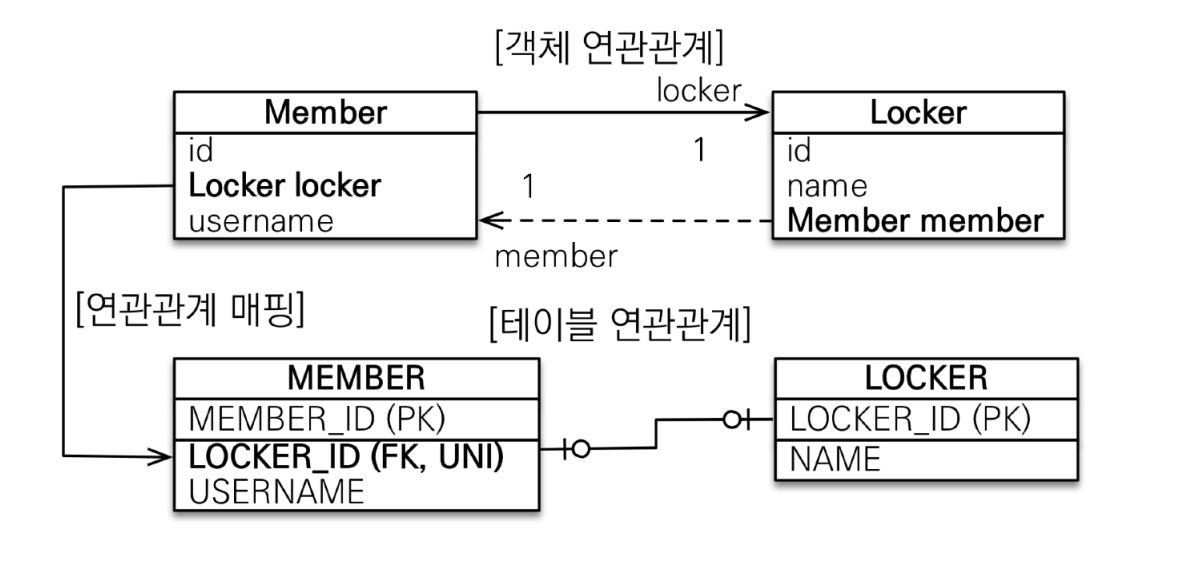 [객체 연관관계]
locker
Member
Locker
id
Locker locker
username
1
1
id
name
Member member
member
[연관관계 매핑]
[테이블 연관관계]
MEMBER
MEMBER_ID (PK)
LOCKER_ID (FK, UNI)
USERNAME
LOCKER
LOCKER_ID (PK)
NAME